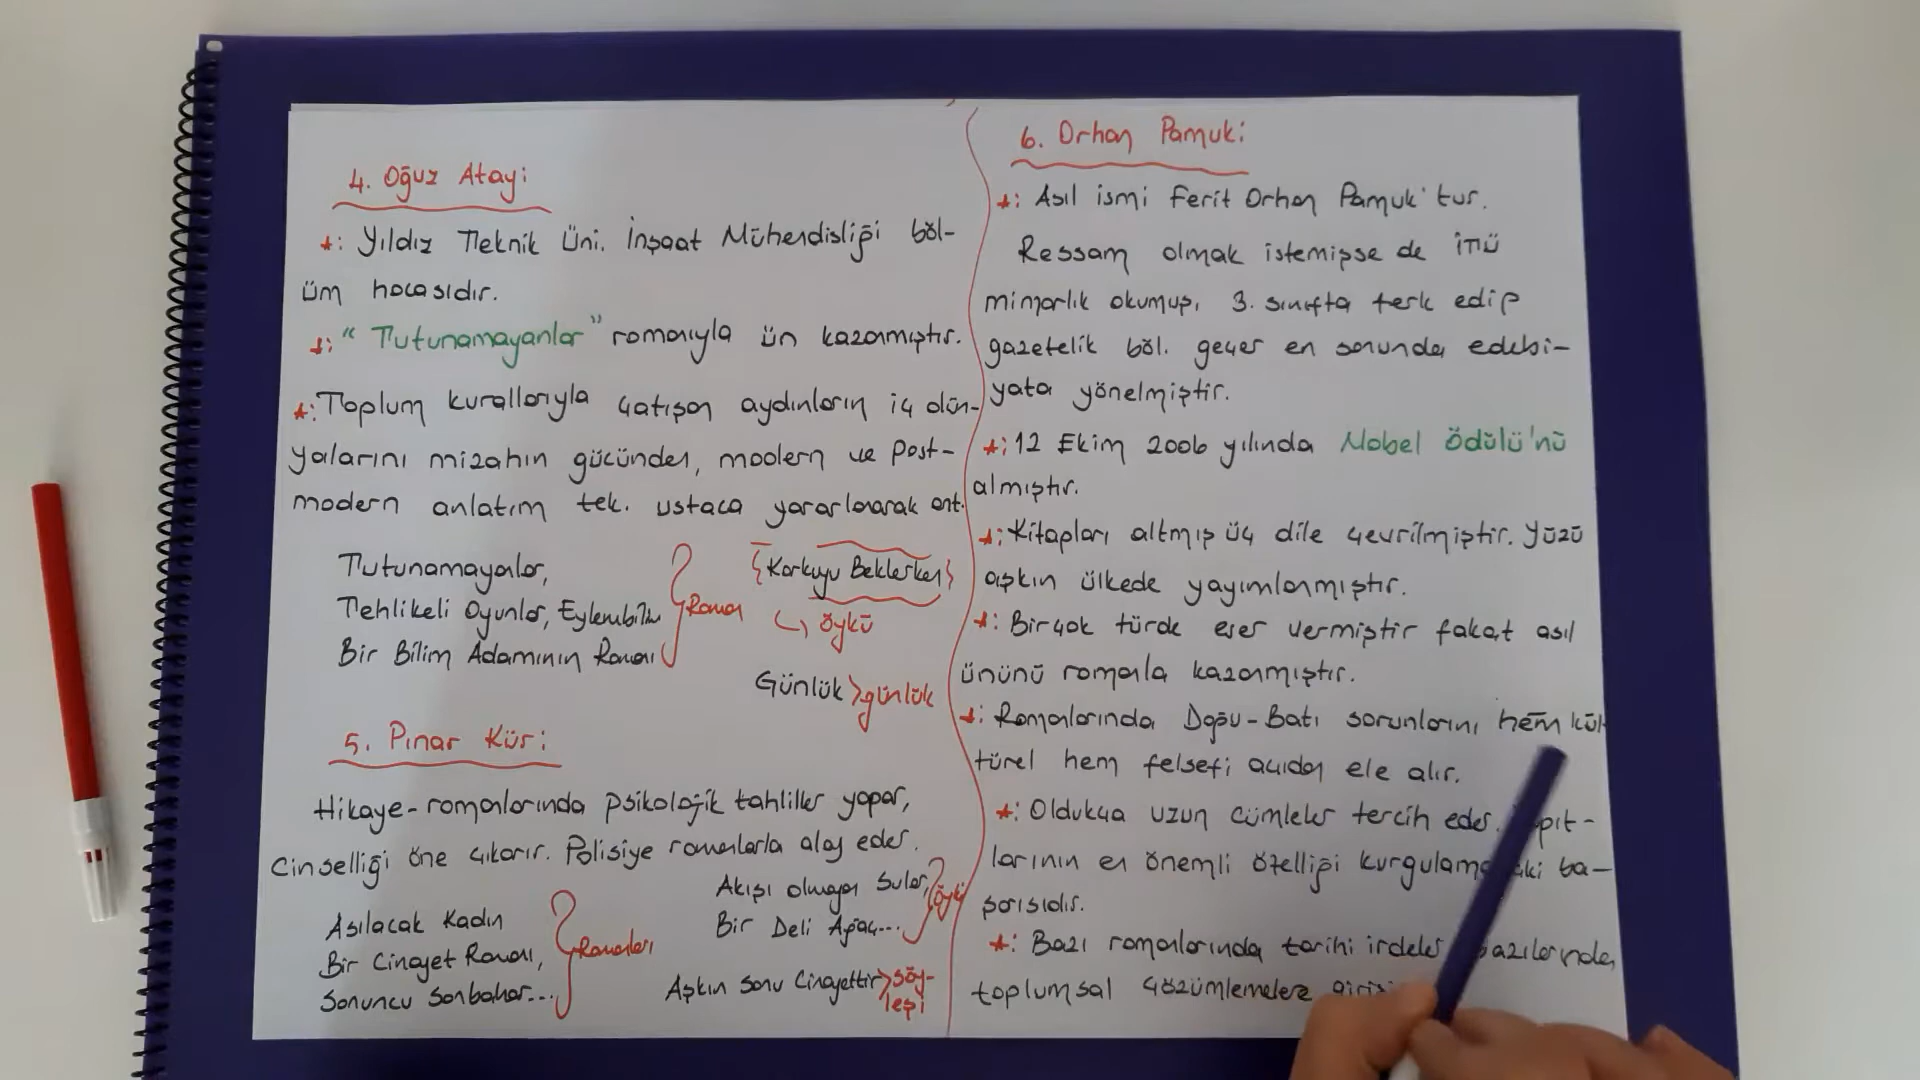 4. Oğuz Atay:
*: Yıldız Teknik Üni. İnşaat Mühendisliği böl-
üm hocasıdır.
*: "Tutunamayanlar" romanıyla ün kazanmıştır.
*: Toplum kurallarıyla çatışan aydınların iç dün-
yalarını mizahın gücünden, modern ve post-
modern anlatım tek. ustaca yararlanarak ant.
Tutunamayanlar,
Tehlikeli Oyunlar, Eylembilim
Bir Bilim Adamının Romanı
Roman
{Korkuyu Beklerken}
öykü
Günlük > günlük
5. Pınar Kür:
Hikaye-romanlarında psikolojik tahliller yapar,
cinselliği öne çıkarır. Polisiye romanlarla alay eder.
Asılacak Kadın
Bir Cinayet Romanı,
Sonuncu Sonbahar...
Romanları
Akışı olmayan Sular,
Bir Deli Ağaç...
öykü
Aşkın Sonu Cinayettir > söy-
leşi
6. Orhan Pamuk:
*: Asıl ismi Ferit Orhan Pamuk'tur.
Ressam olmak istemişse de İTÜ
mimarlık okumuş, 3. sınıfta terk edip
gazetelik böl. geçer en sonunda edebi-
yata yönelmiştir.
*: 12 Ekim 2006 yılında Nobel Ödülü'nü
almıştır.
*: Kitapları altmış üç dile çevrilmiştir. Yüzü
aşkın ülkede yayımlanmıştır.
*: Birçok türde eser vermiştir fakat asıl
ününü romanla kazanmıştır.
*: Romanlarında Doğu-Batı sorunlarını hem kül
türel hem felsefi açıdan ele alır.
*: Oldukça uzun cümleler tercih eder.
larının en önemli özelliği ba-
şarısıdır.
*: Bazı romanlarında tarihi irdeler
toplumsal çözümlemelere